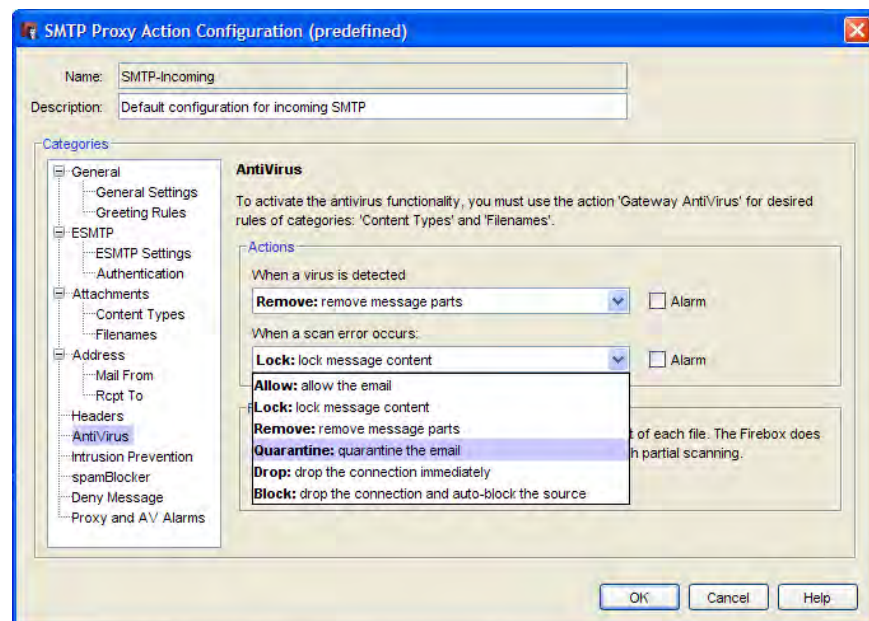 SMTP Proxy Action Configuration (predefined)
Name: SMTP-Incoming
Description: Default configuration for incoming SMTP
Categories
General
General Settings
Greeting Rules
ESMTP
ESMTP Settings
Authentication
Attachments
Content Types
Filenames
Address
Mail From
Rcpt To
Headers
AntiVirus
Intrusion Prevention
spamBlocker
Deny Message
Proxy and AV Alarms
AntiVirus
To activate the antivirus functionality, you must use the action 'Gateway AntiVirus' for desired
rules of categories: 'Content Types' and 'Filenames'.
Actions
When a virus is detected
Remove: remove message parts
Alarm
When a scan error occurs:
Lock: lock message content
Alarm
Allow: allow the email
Lock: lock message content
Remove: remove message parts
Quarantine: quarantine the email
Drop: drop the connection immediately
Block: drop the connection and auto-block the source
t of each file. The Firebox does
h partial scanning.
OK Cancel Help